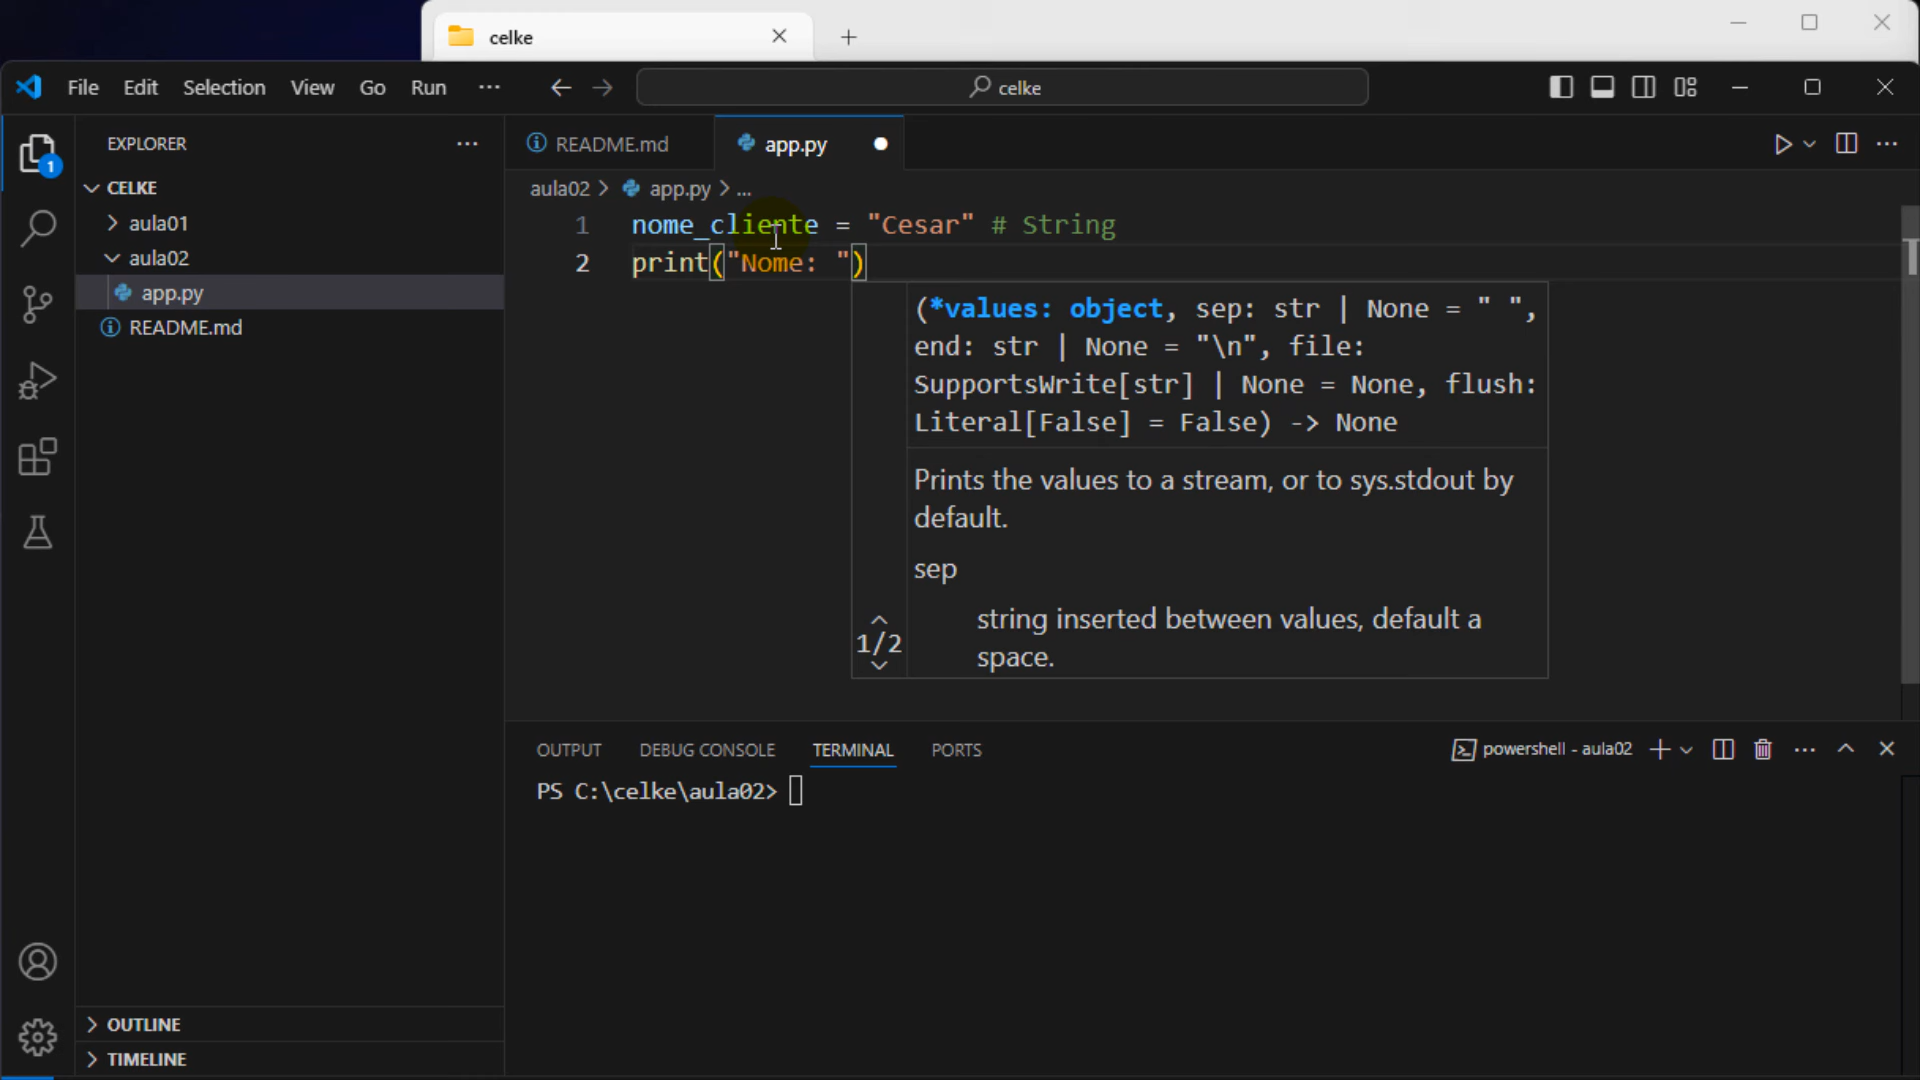 celke
File Edit Selection View Go Run ···
celke
EXPLORER ···
README.md
app.py
1
CELKE
aula02 > app.py > ...
aula01
1 nome_cliente = "Cesar" # String
aula02
2 print("Nome: ")
app.py
README.md
(*values: object, sep: str | None = " ",
end: str | None = "\n", file:
SupportsWrite[str] | None = None, flush:
Literal[False] = False) -> None
Prints the values to a stream, or to sys.stdout by
default.
sep
string inserted between values, default a
space.
1/2
OUTPUT DEBUG CONSOLE TERMINAL PORTS
powershell - aula02
PS C:\celke\aula02>
OUTLINE
TIMELINE